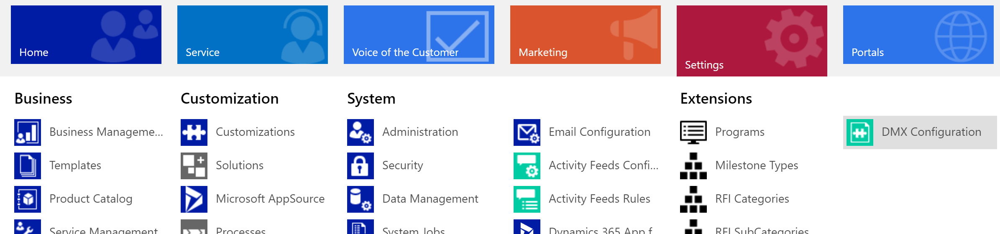 Home
Service
Voice of the Customer
Marketing
Settings
Portals
Business
Business Manageme...
Templates
Product Catalog
Service Management
Customization
Customizations
Solutions
Microsoft AppSource
Processes
System
Administration
Security
Data Management
System Jobs
Email Configuration
Activity Feeds Confi...
Activity Feeds Rules
Dynamics 365 App f...
Extensions
Programs
Milestone Types
RFI Categories
RFI SubCategories
DMX Configuration